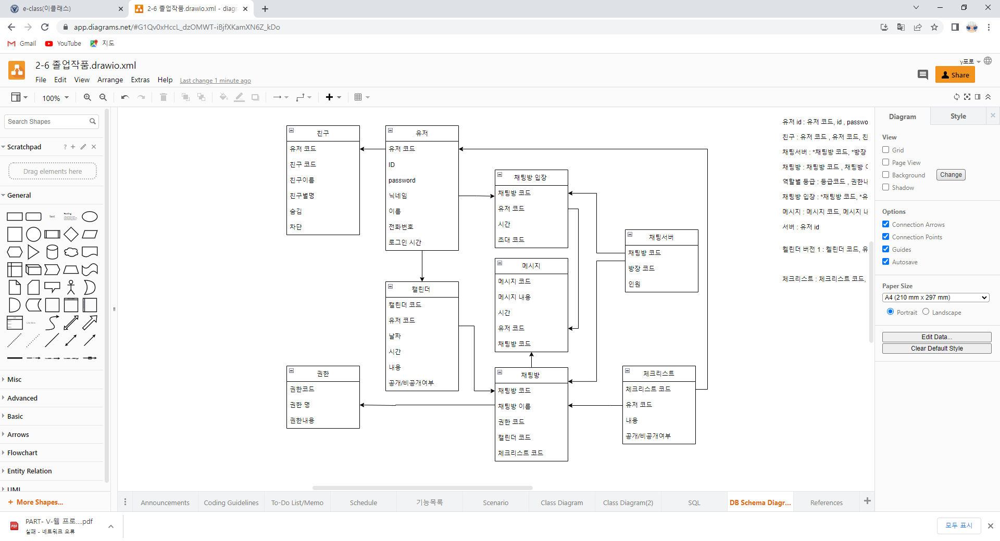 e-class(이클래스)
2-6 졸업작품.drawio.xml - diagr
app.diagrams.net/#G1Qv0xHccL_dzOMWT-iBjfXKamXN6Z_kDo
Gmail
YouTube
지도
2-6 졸업작품.drawio.xml
y포로
File
Edit
View
Arrange
Extras
Help
Last change 1 minute ago
Share
100%
Search Shapes
Scratchpad
?
Drag elements here
General
Text
Heading
List Item
Misc
Advanced
Basic
Arrows
Flowchart
Entity Relation
UML
+ More Shapes...
친구
유저 코드
친구 코드
친구이름
친구별명
숨김
차단
유저
유저 코드
ID
password
닉네임
이름
전화번호
로그인 시간
채팅방 입장
채팅방 코드
유저 코드
시간
초대 코드
채팅서버
채팅방 코드
방장 코드
인원
메시지
메시지 코드
메시지 내용
시간
유저 코드
채팅방 코드
캘린더
캘린더 코드
유저 코드
날짜
시간
내용
공개/비공개여부
권한
권한코드
권한 명
권한내용
채팅방
채팅방 코드
채팅방 이름
권한 코드
캘린더 코드
체크리스트 코드
체크리스트
체크리스트 코드
유저 코드
내용
공개/비공개여부
유저 id : 유저 코드, id , passwo
친구 : 유저 코드 , 유저 코드, 친
채팅서버 : *채팅방 코드, *방장
채팅방 : 채팅방 코드 , 채팅방 이
역할별 등급 : 등급코드 , 권한내
채팅방 입장 : *채팅방 코드, *유
메시지 : 메시지 코드, 메시지 내
서버 : 유저 id
켈린더 버전 1 : 켈린더 코드, 유
체크리스트 : 체크리스트 코드,
Diagram
Style
View
Grid
Page View
Background
Change
Shadow
Options
Connection Arrows
Connection Points
Guides
Autosave
Paper Size
A4 (210 mm x 297 mm)
Portrait
Landscape
Edit Data...
Clear Default Style
Announcements
Coding Guidelines
To-Do List/Memo
Schedule
기능목록
Scenario
Class Diagram
Class Diagram(2)
SQL
DB Schema Diagr...
References
PDF
PART- V-웹 프로....pdf
실패 - 네트워크 오류
모두 표시